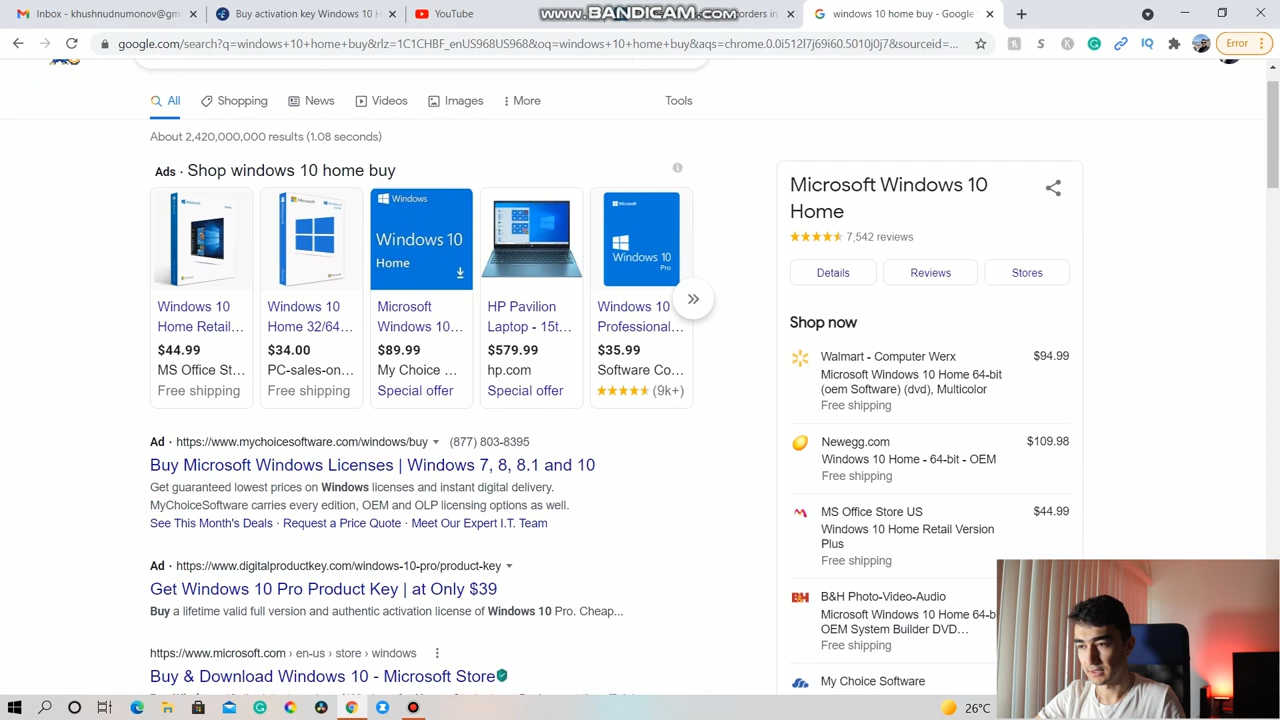 Inbox - khushnudumonov@gm
Buy activation key Windows 10 H
YouTube
WWW.BANDICAM.COM
orders in
windows 10 home buy - Google
google.com/search?q=windows+10+home+buy&rlz=1C1CHBF_enUS968US968&oq=windows+10+home+buy&aqs=chrome.0.0i512l7j69i60.5010j0j7&sourceid=...
Error
All
Shopping
News
Videos
Images
More
Tools
About 2,420,000,000 results (1.08 seconds)
Ads · Shop windows 10 home buy
Windows
Windows 10
Home
Microsoft
Windows 10
Pro
Windows 10
Home Retail...
$44.99
MS Office St...
Free shipping
Windows 10
Home 32/64...
$34.00
PC-sales-on...
Free shipping
Microsoft
Windows 10...
$89.99
My Choice ...
Special offer
HP Pavilion
Laptop - 15t...
$579.99
hp.com
Special offer
Windows 10
Professional...
$35.99
Software Co...
(9k+)
Ad · https://www.mychoicesoftware.com/windows/buy (877) 803-8395
Buy Microsoft Windows Licenses | Windows 7, 8, 8.1 and 10
Get guaranteed lowest prices on Windows licenses and instant digital delivery.
MyChoiceSoftware carries every edition, OEM and OLP licensing options as well.
See This Month's Deals · Request a Price Quote · Meet Our Expert I.T. Team
Ad · https://www.digitalproductkey.com/windows-10-pro/product-key
Get Windows 10 Pro Product Key | at Only $39
Buy a lifetime valid full version and authentic activation license of Windows 10 Pro. Cheap...
https://www.microsoft.com › en-us › store › windows
Buy & Download Windows 10 - Microsoft Store
Microsoft Windows 10
Home
7,542 reviews
Details
Reviews
Stores
Shop now
Walmart - Computer Werx $94.99
Microsoft Windows 10 Home 64-bit
(oem Software) (dvd), Multicolor
Free shipping
Newegg.com $109.98
Windows 10 Home - 64-bit - OEM
Free shipping
MS Office Store US $44.99
Windows 10 Home Retail Version
Plus
Free shipping
B&H Photo-Video-Audio
Microsoft Windows 10 Home 64-b
OEM System Builder DVD...
Free shipping
My Choice Software
26°C